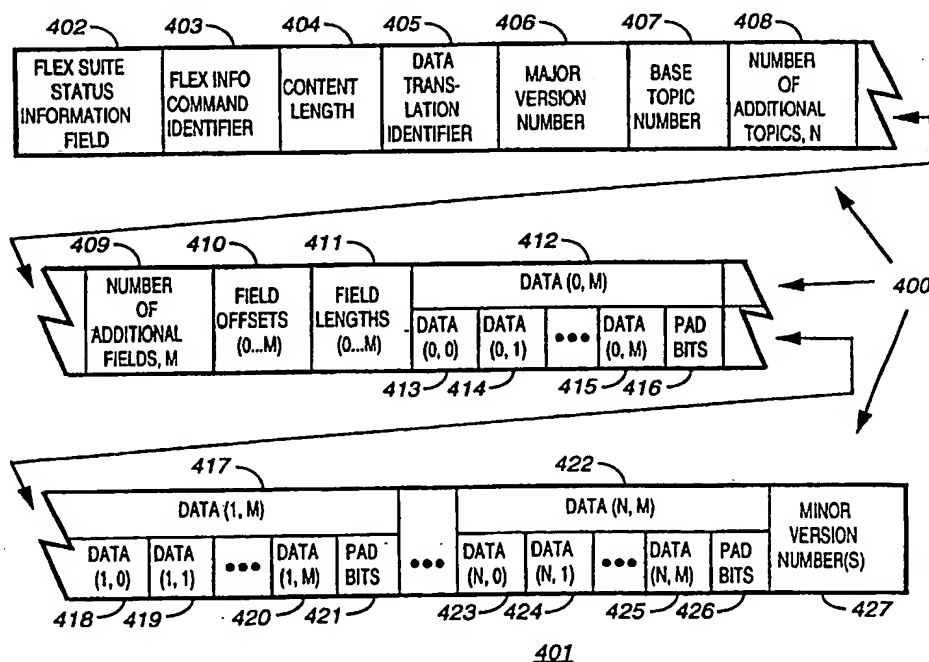 402 403 404 405 406 407 408
FLEX SUITE
STATUS
INFORMATION
FIELD
FLEX INFO
COMMAND
IDENTIFIER
CONTENT
LENGTH
DATA
TRANS-
LATION
IDENTIFIER
MAJOR
VERSION
NUMBER
BASE
TOPIC
NUMBER
NUMBER
OF
ADDITIONAL
TOPICS, N
409 410 411 412
NUMBER
OF
ADDITIONAL
FIELDS, M
FIELD
OFFSETS
(0...M)
FIELD
LENGTHS
(0...M)
DATA (0, M)
DATA
(0, 0)
DATA
(0, 1)
●●●
DATA
(0, M)
PAD
BITS
400
413 414 415 416
417 422
DATA (1, M)
DATA
(1, 0)
DATA
(1, 1)
●●●
DATA
(1, M)
PAD
BITS
●●●
DATA (N, M)
DATA
(N, 0)
DATA
(N, 1)
●●●
DATA
(N, M)
PAD
BITS
MINOR
VERSION
NUMBER(S)
418 419 420 421 423 424 425 426 427
401